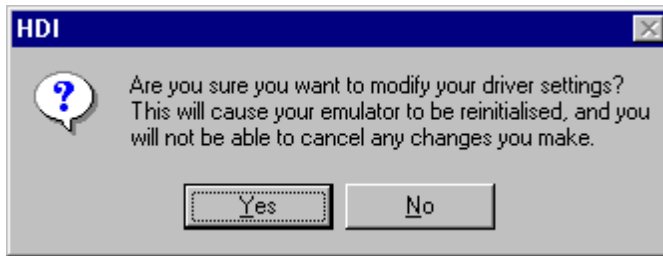 HDI
?
Are you sure you want to modify your driver settings?
This will cause your emulator to be reinitialised, and you
will not be able to cancel any changes you make.
Yes
No